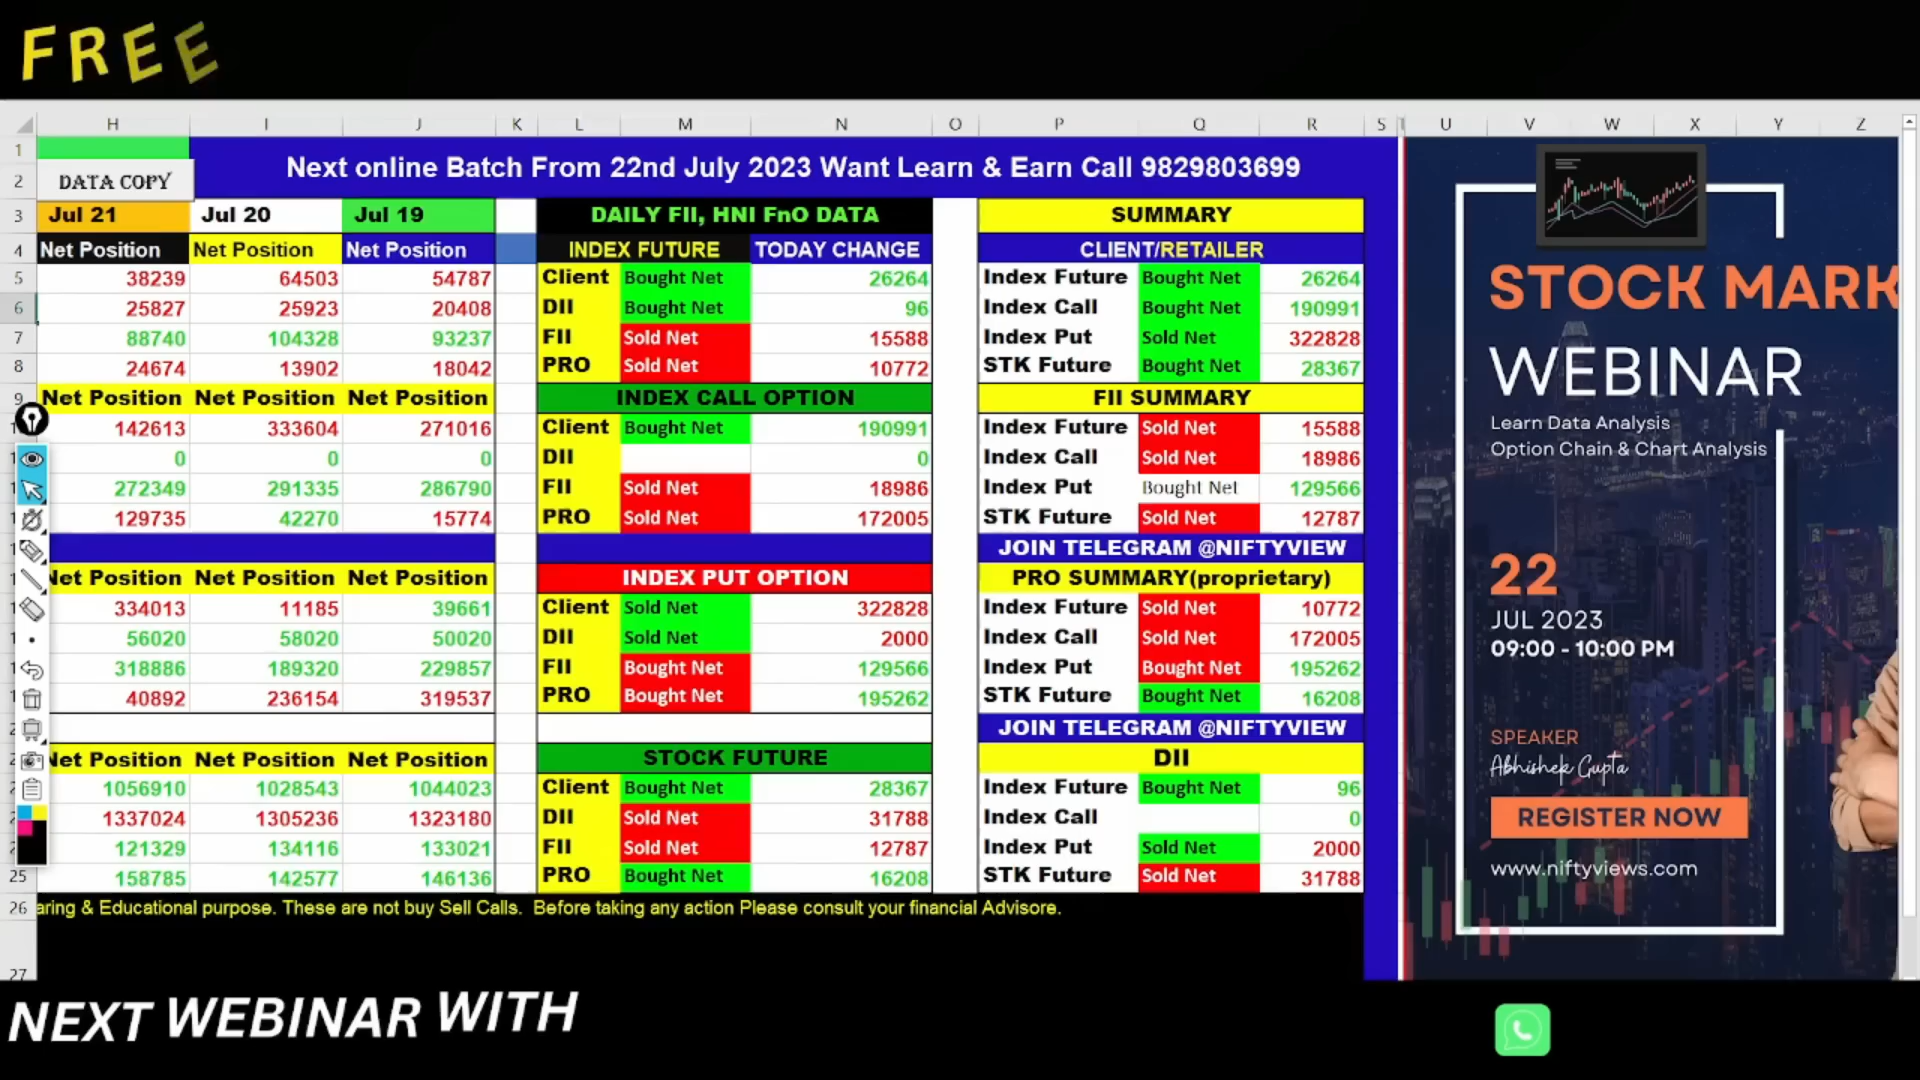 FREE
H I J K L M N O P Q R S U V W X Y Z
1
2 DATA COPY Next online Batch From 22nd July 2023 Want Learn & Earn Call 9829803699
3 Jul 21 Jul 20 Jul 19 DAILY FII, HNI FnO DATA SUMMARY
4 Net Position Net Position Net Position INDEX FUTURE TODAY CHANGE CLIENT/RETAILER
5 38239 64503 54787 Client Bought Net 26264 Index Future Bought Net 26264
6 25827 25923 20408 DII Bought Net 96 Index Call Bought Net 190991
7 88740 104328 93237 FII Sold Net 15588 Index Put Sold Net 322828
8 24674 13902 18042 PRO Sold Net 10772 STK Future Bought Net 28367
9 Net Position Net Position Net Position INDEX CALL OPTION FII SUMMARY
142613 333604 271016 Client Bought Net 190991 Index Future Sold Net 15588
0 0 0 DII 0 Index Call Sold Net 18986
272349 291335 286790 FII Sold Net 18986 Index Put Bought Net 129566
129735 42270 15774 PRO Sold Net 172005 STK Future Sold Net 12787
JOIN TELEGRAM @NIFTYVIEW
Net Position Net Position Net Position INDEX PUT OPTION PRO SUMMARY(proprietary)
334013 11185 39661 Client Sold Net 322828 Index Future Sold Net 10772
56020 58020 50020 DII Sold Net 2000 Index Call Sold Net 172005
318886 189320 229857 FII Bought Net 129566 Index Put Bought Net 195262
40892 236154 319537 PRO Bought Net 195262 STK Future Bought Net 16208
JOIN TELEGRAM @NIFTYVIEW
Net Position Net Position Net Position STOCK FUTURE DII
1056910 1028543 1044023 Client Bought Net 28367 Index Future Bought Net 96
1337024 1305236 1323180 DII Sold Net 31788 Index Call 0
121329 134116 133021 FII Sold Net 12787 Index Put Sold Net 2000
25 158785 142577 146136 PRO Bought Net 16208 STK Future Sold Net 31788
26 aring & Educational purpose. These are not buy Sell Calls. Before taking any action Please consult your financial Advisore.
27
STOCK MARK
WEBINAR
Learn Data Analysis
Option Chain & Chart Analysis
22
JUL 2023
09:00 - 10:00 PM
SPEAKER
Abhishek Gupta
REGISTER NOW
www.niftyviews.com
NEXT WEBINAR WITH